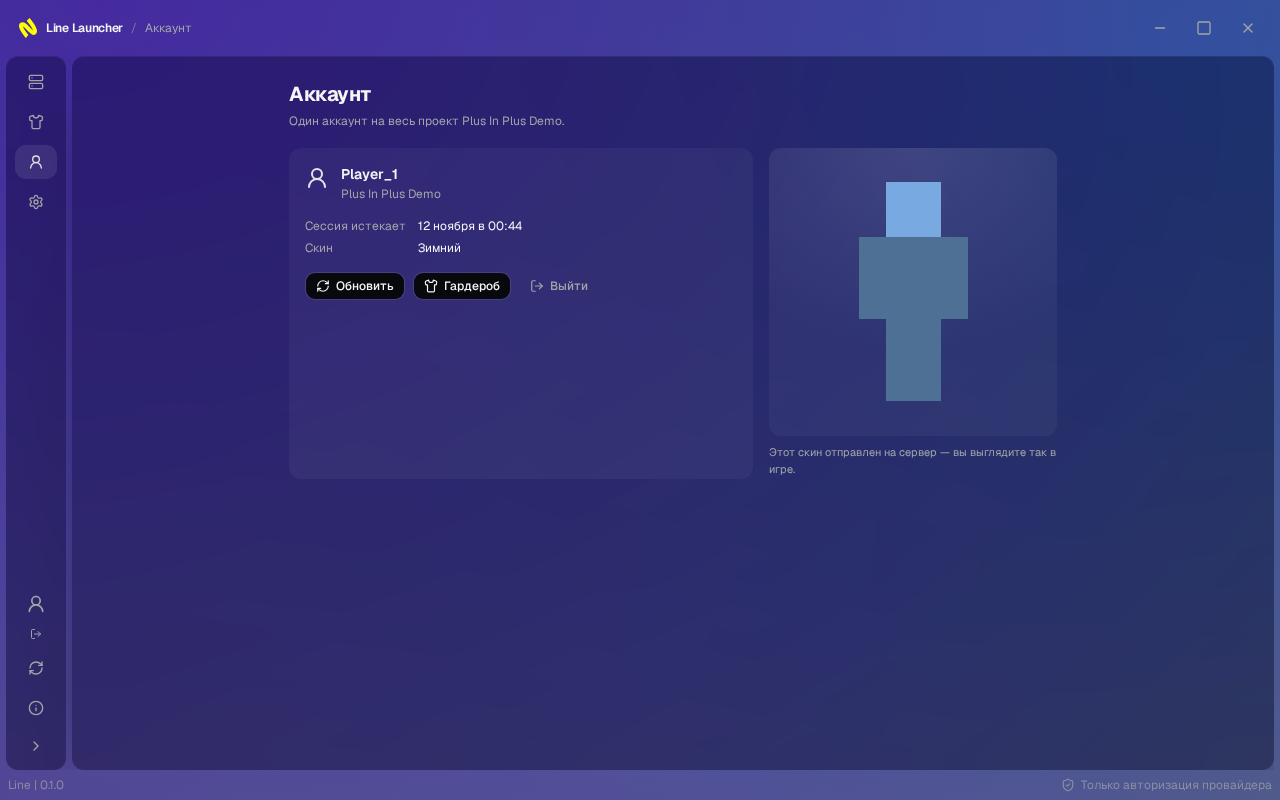 Line Launcher / Аккаунт
Аккаунт
Один аккаунт на весь проект Plus In Plus Demo.
Player_1
Plus In Plus Demo
Сессия истекает 12 ноября в 00:44
Скин Зимний
Обновить Гардероб Выйти
Этот скин отправлен на сервер — вы выглядите так в
игре.
Line | 0.1.0
Только авторизация провайдера